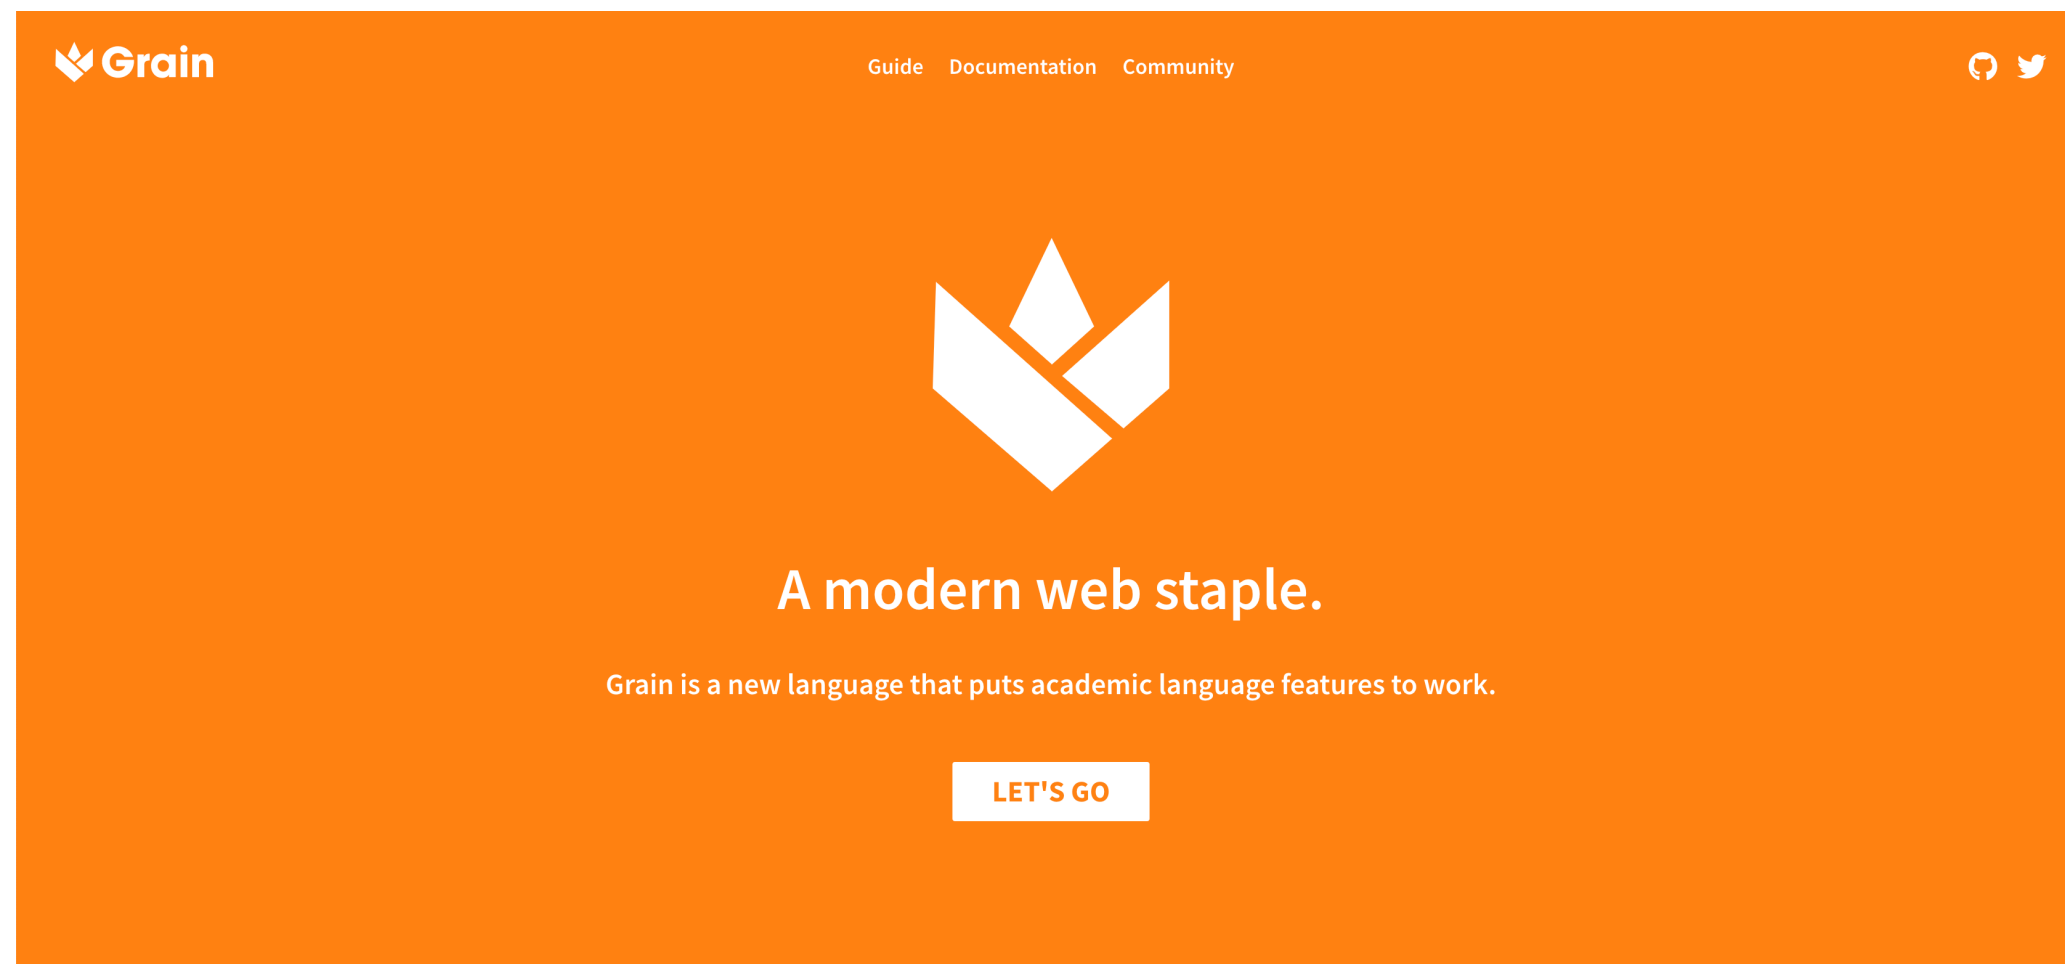 Grain
Guide Documentation Community
A modern web staple.
Grain is a new language that puts academic language features to work.
LET'S GO